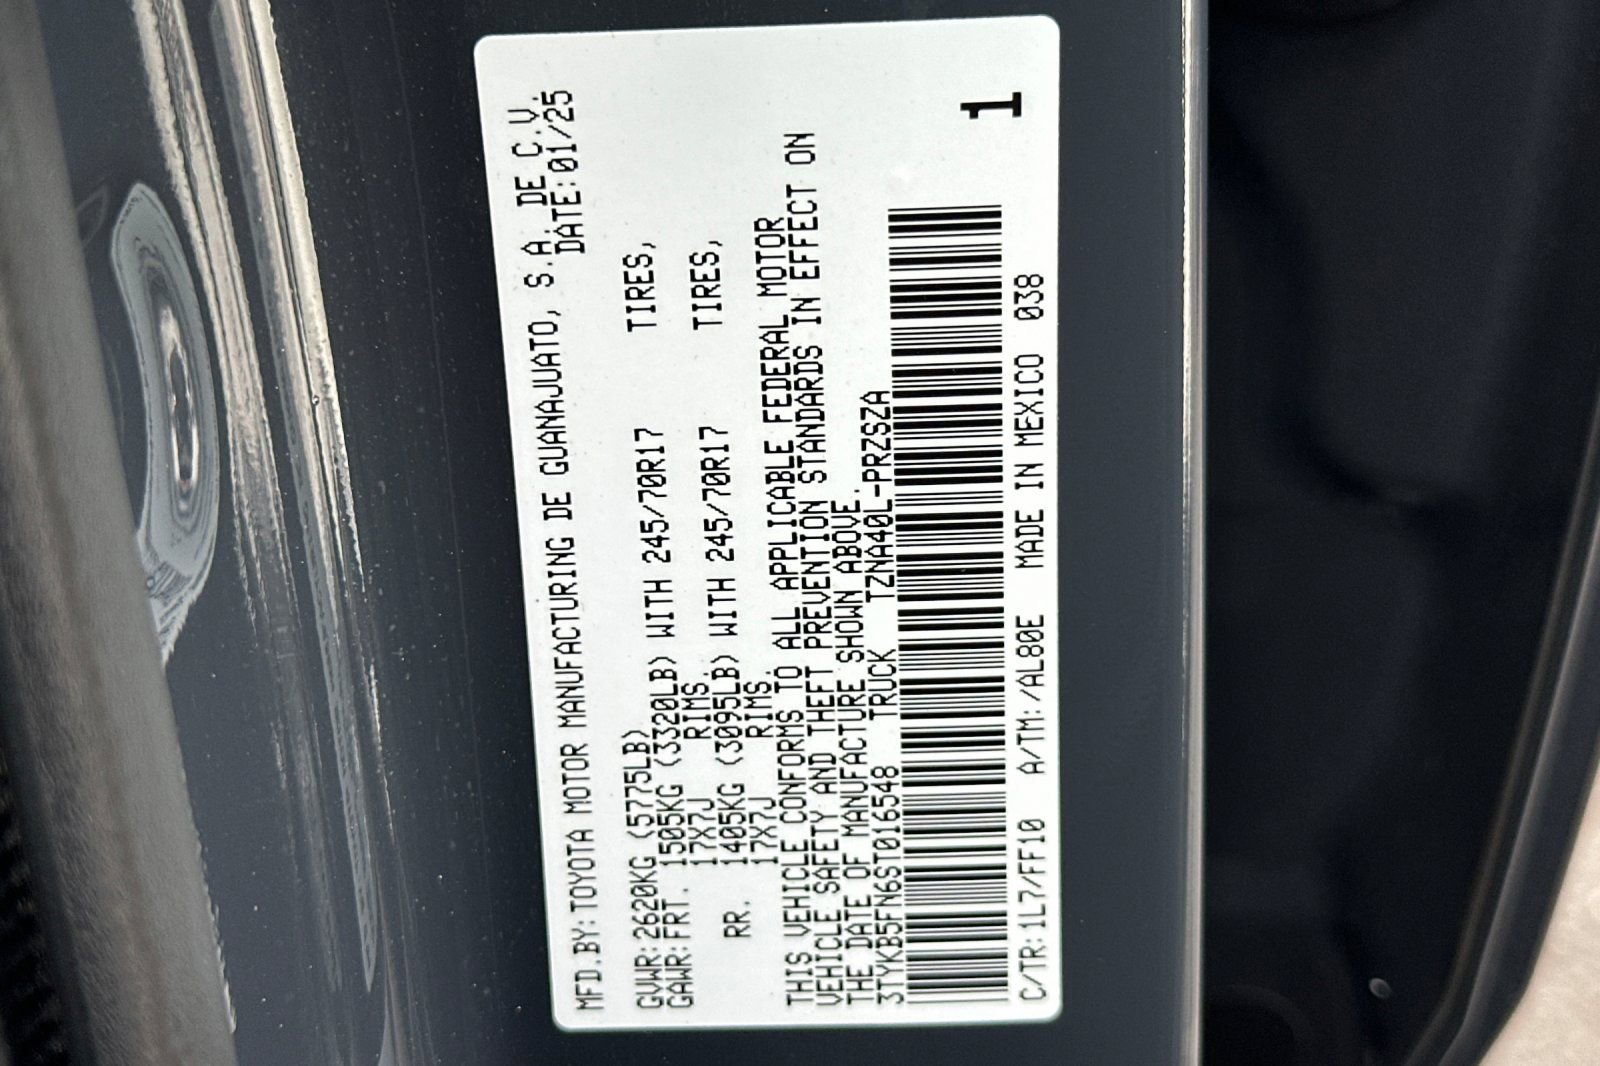 MFD.BY:TOYOTA MOTOR MANUFACTURING DE GUANAJUATO, S.A. DE C.V.
DATE:01/25
GVWR:2620KG (5775LB)
GAWR:FRT. 1505KG (3320LB) WITH 245/70R17 TIRES,
17X7J RIMS.
RR. 1405KG (3095LB) WITH 245/70R17 TIRES,
17X7J RIMS.
THIS VEHICLE CONFORMS TO ALL APPLICABLE FEDERAL MOTOR
VEHICLE SAFETY AND THEFT PREVENTION STANDARDS IN EFFECT ON
THE DATE OF MANUFACTURE SHOWN ABOVE.
3TYKB5FN6ST016548 TRUCK TZNA40L-PRZSZA
1
C/TR:1L7/FF10 A/TM:/AL80E MADE IN MEXICO 038